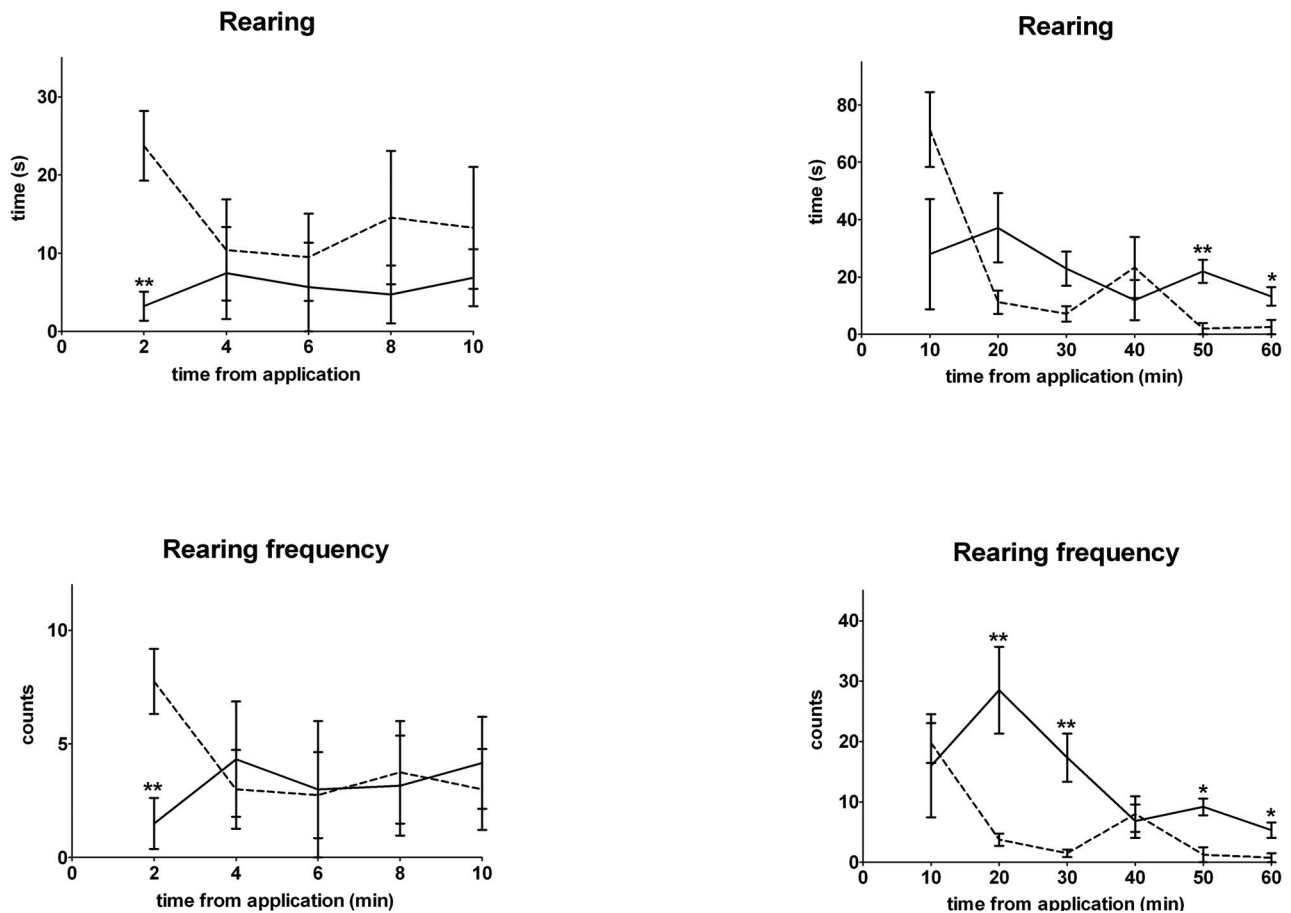 Rearing
time (s)
30
20
10
0
**
0 2 4 6 8 10
time from application
Rearing
time (s)
80
60
40
20
0
**
*
0 10 20 30 40 50 60
time from application (min)
Rearing frequency
counts
10
5
0
**
0 2 4 6 8 10
time from application (min)
Rearing frequency
counts
40
30
20
10
0
**
**
*
*
0 10 20 30 40 50 60
time from application (min)